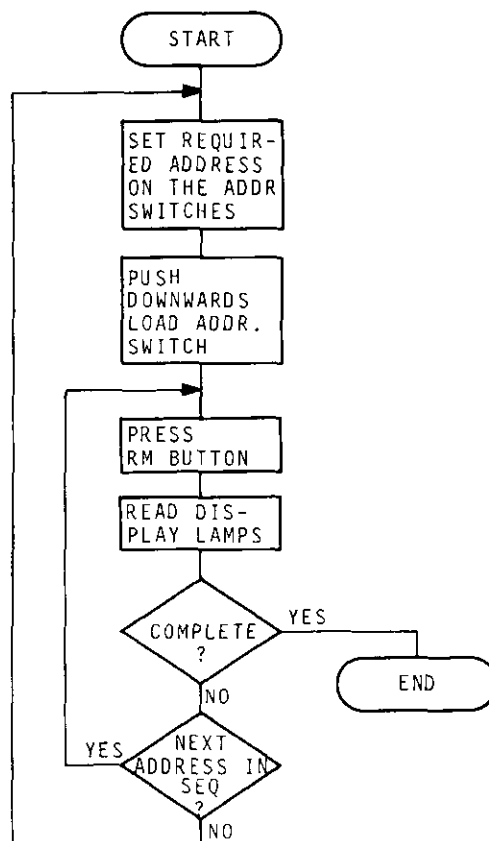 START
SET REQUIR-
ED ADDRESS
ON THE ADDR
SWITCHES
PUSH
DOWNWARDS
LOAD ADDR.
SWITCH
PRESS
RM BUTTON
READ DIS-
PLAY LAMPS
COMPLETE
?
YES
END
NO
YES
NEXT
ADDRESS IN
SEQ
?
NO